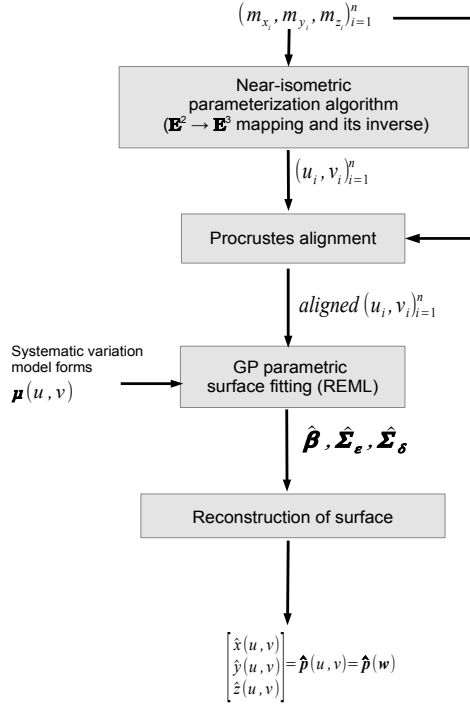 (m_{x_i}, m_{y_i}, m_{z_i})_{i=1}^{n}
Near-isometric
parameterization algorithm
(E² → E³ mapping and its inverse)
(u_i, v_i)_{i=1}^{n}
Procrustes alignment
aligned (u_i, v_i)_{i=1}^{n}
Systematic variation
model forms
μ(u, v)
GP parametric
surface fitting (REML)
β̂, Σ̂_ε, Σ̂_δ
Reconstruction of surface
[x̂(u, v)
ŷ(u, v)
ẑ(u, v)] = p̂(u, v) = p̂(w)